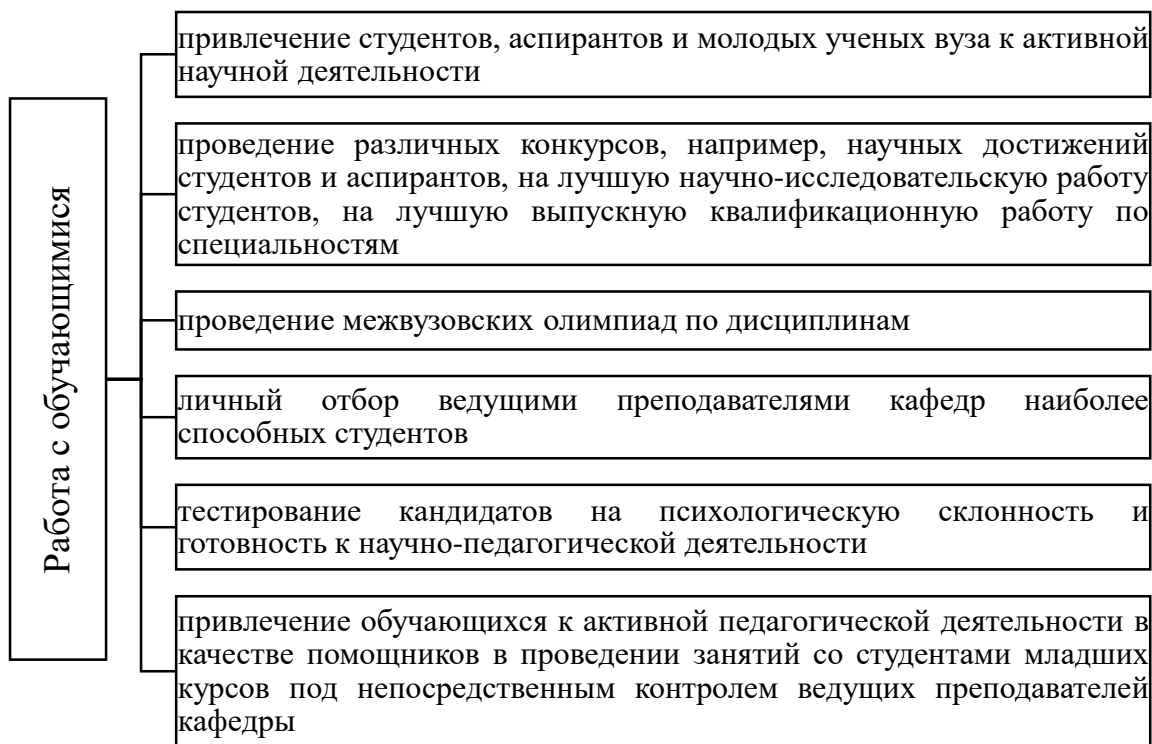 Работа с обучающимися
привлечение студентов, аспирантов и молодых ученых вуза к активной
научной деятельности
проведение различных конкурсов, например, научных достижений
студентов и аспирантов, на лучшую научно-исследовательскую работу
студентов, на лучшую выпускную квалификационную работу по
специальностям
проведение межвузовских олимпиад по дисциплинам
личный отбор ведущими преподавателями кафедр наиболее
способных студентов
тестирование кандидатов на психологическую склонность и
готовность к научно-педагогической деятельности
привлечение обучающихся к активной педагогической деятельности в
качестве помощников в проведении занятий со студентами младших
курсов под непосредственным контролем ведущих преподавателей
кафедры